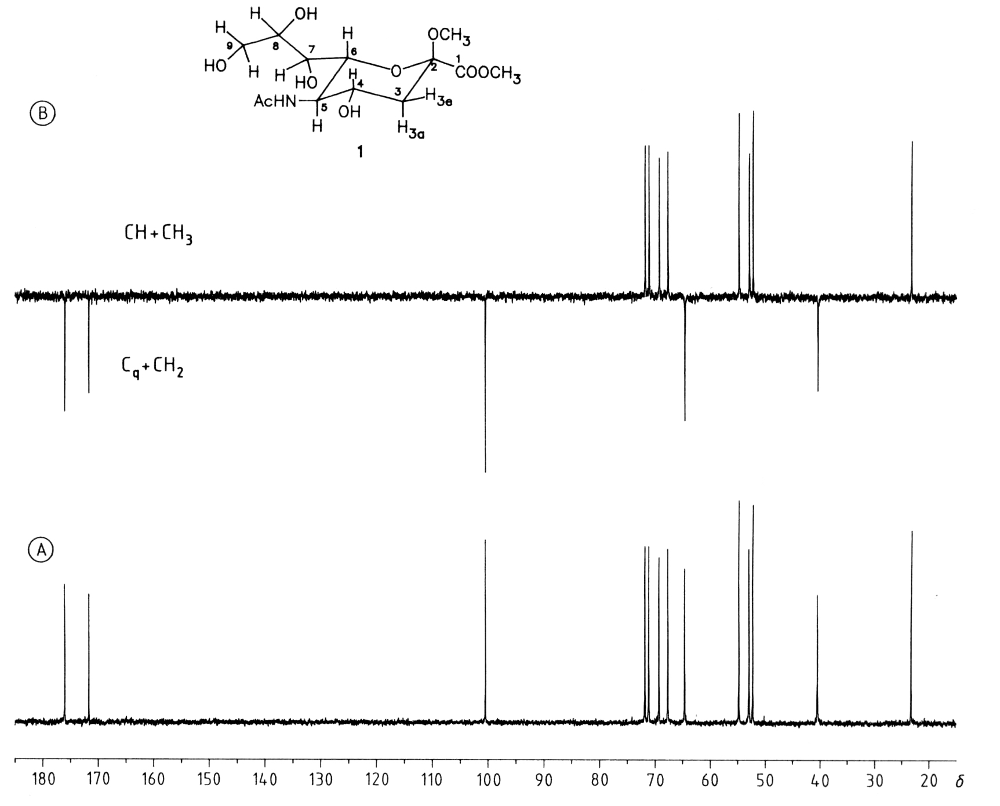 H OH
H
9 8 7 6 H OCH3
HO H H HO H O 2 1 COOCH3
4 3
AcHN 5 OH H3e
H H3a
1
B
CH+CH3
Cq+CH2
A
180 170 160 150 140 130 120 110 100 90 80 70 60 50 40 30 20 δ